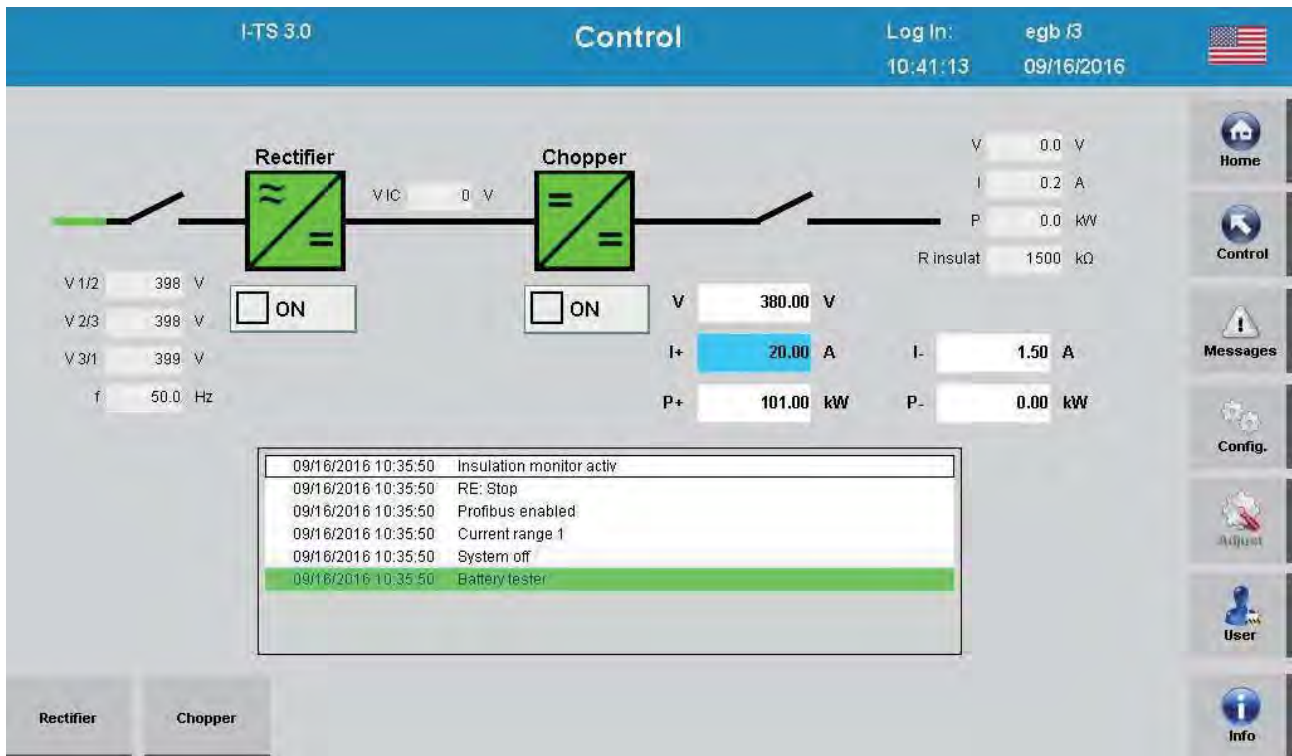 I-TS 3.0 Control Log In: egb /3
10:41:13 09/16/2016
Rectifier Chopper
V IC 0 V
V 0.0 V
I 0.2 A
P 0.0 kW
R insulat 1500 kΩ
V 1/2 398 V
V 2/3 398 V
V 3/1 399 V
f 50.0 Hz
ON ON
V 380.00 V
I+ 20.00 A I- 1.50 A
P+ 101.00 kW P- 0.00 kW
09/16/2016 10:35:50 Insulation monitor activ
09/16/2016 10:35:50 RE: Stop
09/16/2016 10:35:50 Profibus enabled
09/16/2016 10:35:50 Current range 1
09/16/2016 10:35:50 System off
09/16/2016 10:35:50 Battery tester
Home
Control
Messages
Config.
Adjust
User
Info
Rectifier Chopper